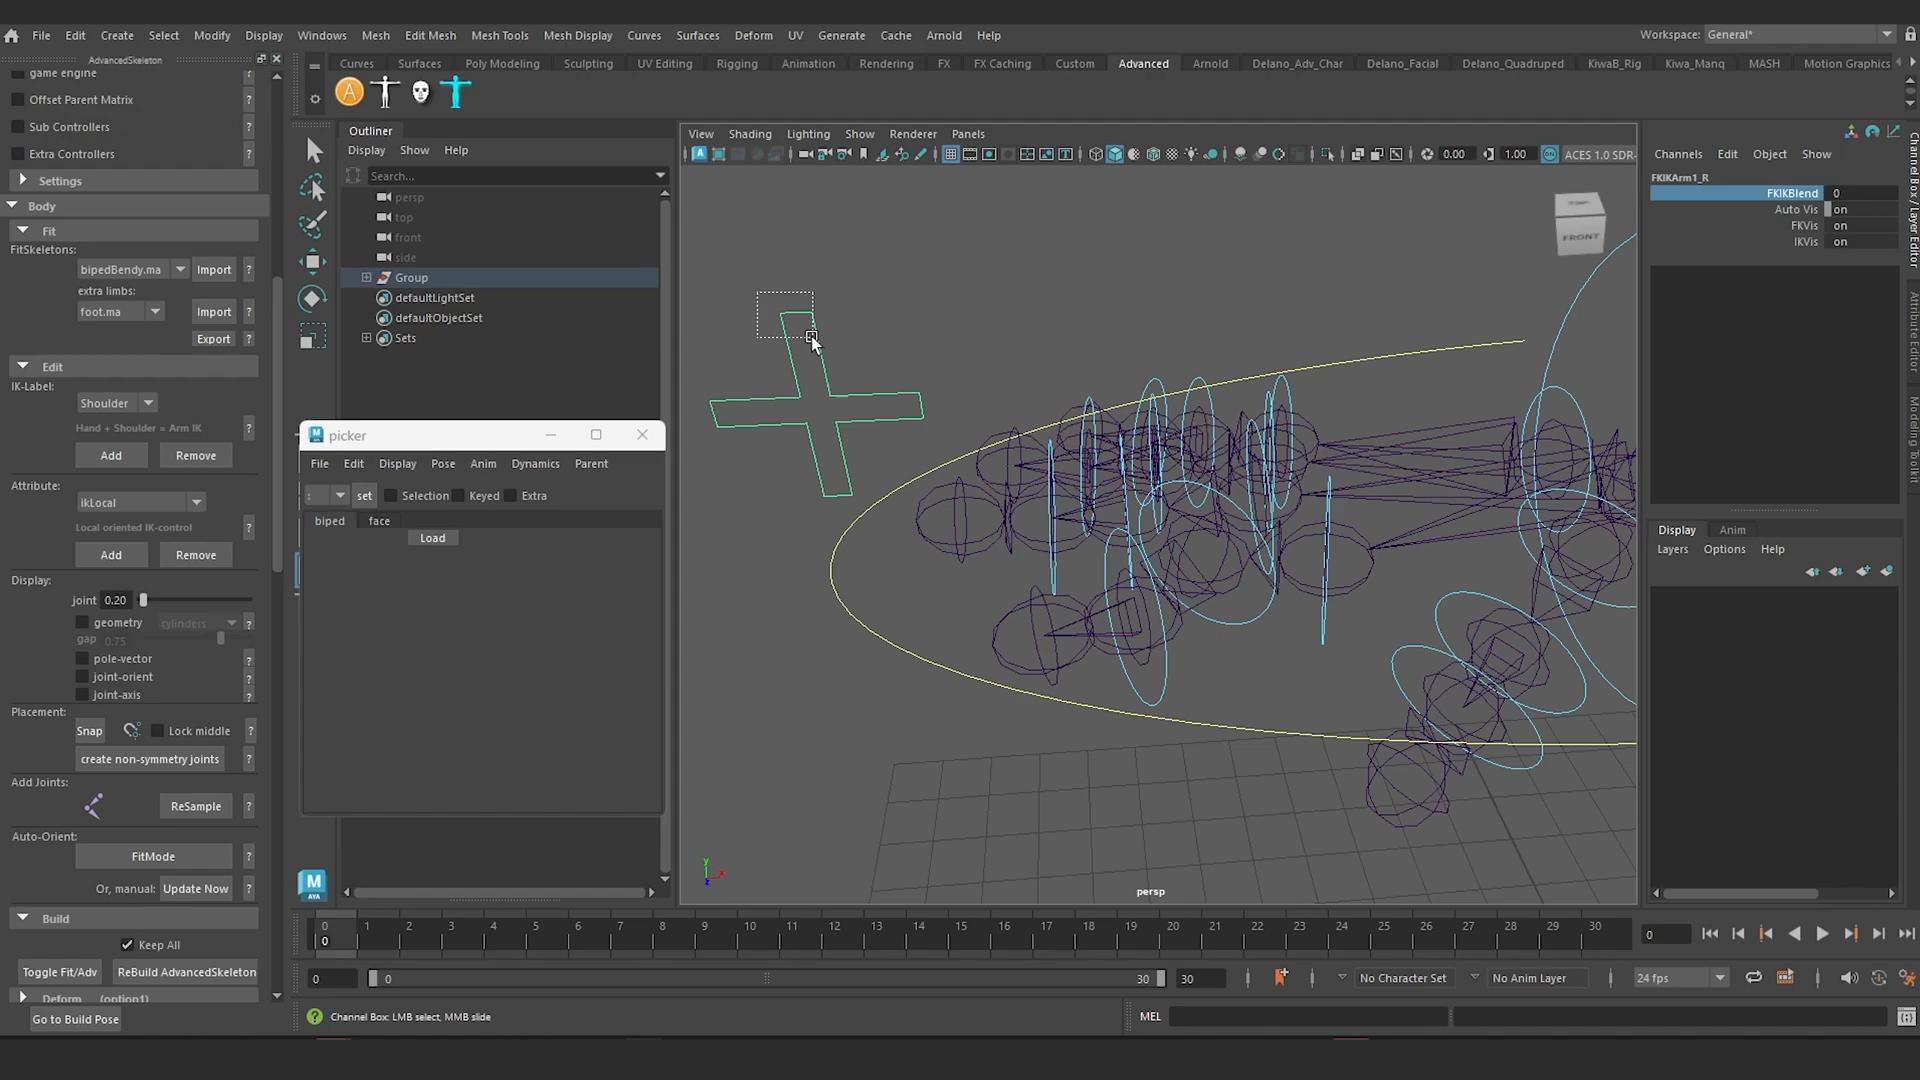 File Edit Create Select Modify Display Windows Mesh Edit Mesh Mesh Tools Mesh Display Curves Surfaces Deform UV Generate Cache Arnold Help
Workspace: General*
AdvancedSkeleton
Curves Surfaces Poly Modeling Sculpting UV Editing Rigging Animation Rendering FX FX Caching Custom Advanced Arnold Delano_Adv_Char Delano_Facial Delano_Quadruped KiwaB_Rig Kiwa_Manq MASH Motion Graphics
game engine
Offset Parent Matrix ?
Sub Controllers ?
Extra Controllers ?
Settings
Body
Fit
FitSkeletons:
bipedBendy.ma Import ?
extra limbs:
foot.ma Import ?
Export ?
Edit
IK-Label:
Shoulder
Hand + Shoulder = Arm IK ?
Add Remove
Attribute:
ikLocal
Local oriented IK-control ?
Add Remove
Display:
joint 0.20
geometry cylinders ?
gap 0.75
pole-vector ?
joint-orient ?
joint-axis ?
Placement:
Snap Lock middle ?
create non-symmetry joints ?
Add Joints:
ReSample ?
Auto-Orient:
FitMode ?
Or, manual: Update Now ?
Build
Keep All
Toggle Fit/Adv ReBuild AdvancedSkeleton
Deform (option1)
Go to Build Pose
Outliner
Display Show Help
Search...
persp
top
front
side
Group
defaultLightSet
defaultObjectSet
Sets
picker
File Edit Display Pose Anim Dynamics Parent
: set Selection Keyed Extra
biped face
Load
M
AYA
View Shading Lighting Show Renderer Panels
0.00 1.00 ACES 1.0 SDR-
TOP
FRONT
y
x
z
persp
Channels Edit Object Show
FKIKArm1_R
FKIKBlend 0
Auto Vis on
FKVis on
IKVis on
Display Anim
Layers Options Help
Channel Box / Layer Editor
Attribute Editor
Modeling Toolkit
0 1 2 3 4 5 6 7 8 9 10 11 12 13 14 15 16 17 18 19 20 21 22 23 24 25 26 27 28 29 30
0
0
0 0 30 30 No Character Set No Anim Layer 24 fps
Channel Box: LMB select, MMB slide
MEL